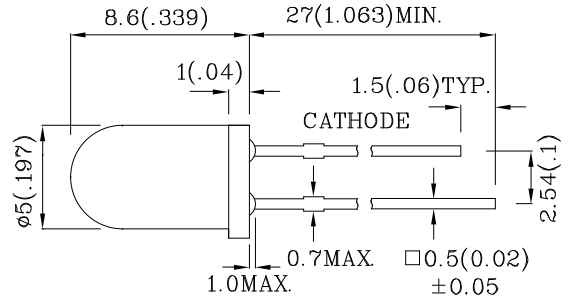 8.6(.339)
27(1.063)MIN.
1(.04)
1.5(.06)TYP.
CATHODE
ø5(.197)
2.54(.1)
0.7MAX.
□0.5(0.02)
±0.05
1.0MAX.